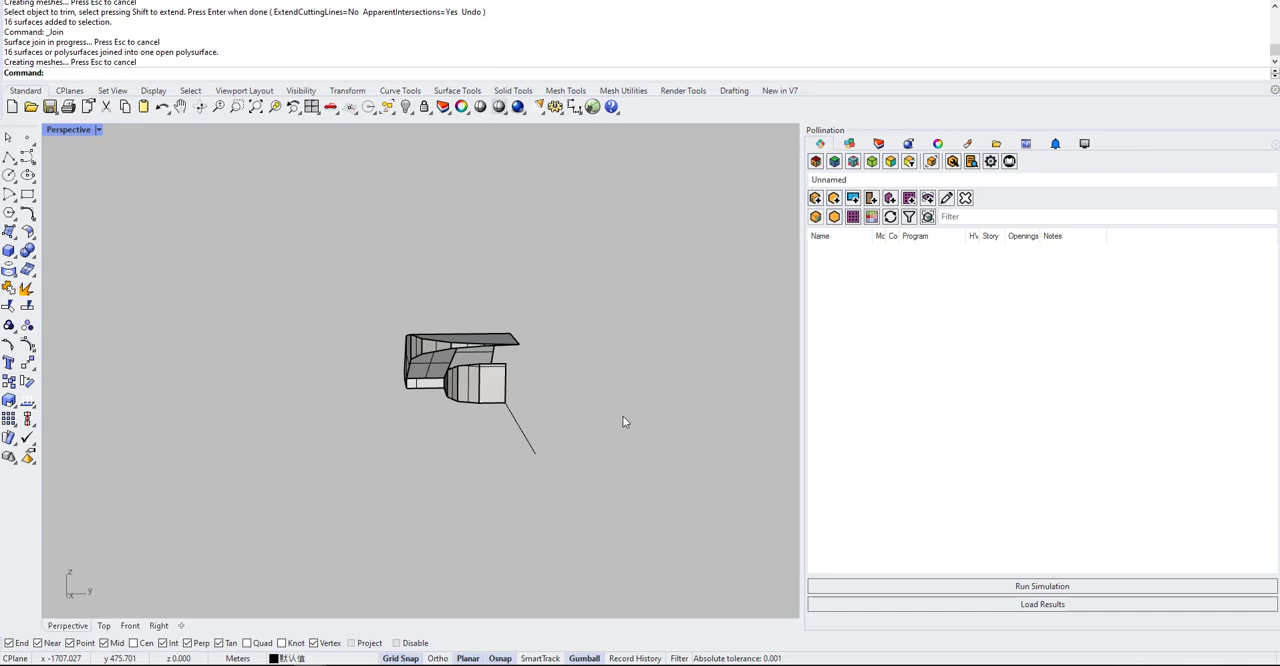 Creating meshes... Press Esc to cancel
Select object to trim, select pressing Shift to extend. Press Enter when done ( ExtendCuttingLines=No ApparentIntersections=Yes Undo )
16 surfaces added to selection.
Command: _Join
Surface join in progress... Press Esc to cancel
16 surfaces or polysurfaces joined into one open polysurface.
Creating meshes... Press Esc to cancel
Command:
Standard CPlanes Set View Display Select Viewport Layout Visibility Transform Curve Tools Surface Tools Solid Tools Mesh Tools Mesh Utilities Render Tools Drafting New in V7
Perspective
Pollination
Unnamed
Filter
Name Mc Co Program HV Story Openings Notes
z
y
x
Run Simulation
Load Results
Perspective Top Front Right
End Near Point Mid Cen Int Perp Tan Quad Knot Vertex Project Disable
CPlane x -1707.027 y 475.701 z 0.000 Meters 默认值 Grid Snap Ortho Planar Osnap SmartTrack Gumball Record History Filter Absolute tolerance: 0.001